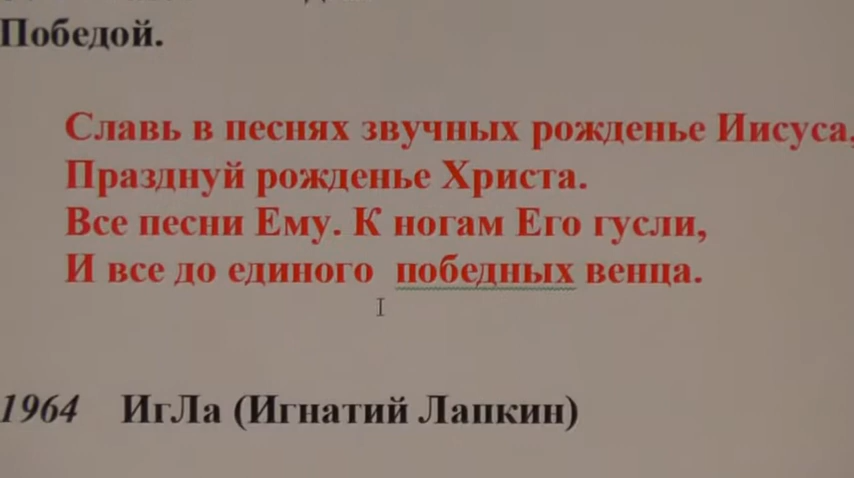 Победой.
Славь в песнях звучных рожденье Иисуса,
Празднуй рожденье Христа.
Все песни Ему. К ногам Его гусли,
И все до единого победных венца.
1964 ИгЛа (Игнатий Лапкин)